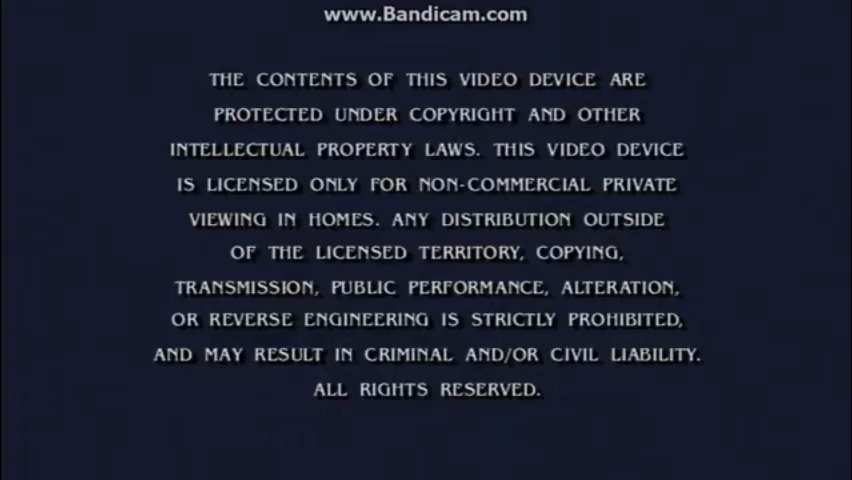 www.Bandicam.com
THE CONTENTS OF THIS VIDEO DEVICE ARE
PROTECTED UNDER COPYRIGHT AND OTHER
INTELLECTUAL PROPERTY LAWS. THIS VIDEO DEVICE
IS LICENSED ONLY FOR NON-COMMERCIAL PRIVATE
VIEWING IN HOMES. ANY DISTRIBUTION OUTSIDE
OF THE LICENSED TERRITORY, COPYING,
TRANSMISSION, PUBLIC PERFORMANCE, ALTERATION,
OR REVERSE ENGINEERING IS STRICTLY PROHIBITED,
AND MAY RESULT IN CRIMINAL AND/OR CIVIL LIABILITY.
ALL RIGHTS RESERVED.